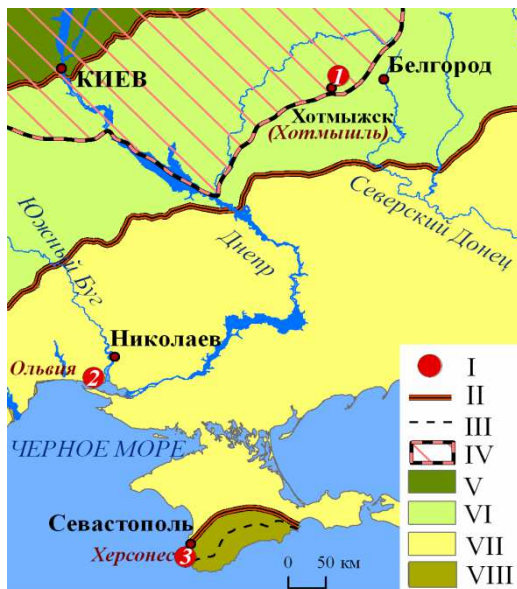 КИЕВ
1
Белгород
Хотмыжск
(Хотмышль)
Северский Донец
Южный Буг
Днепр
Николаев
Ольвия
2
ЧЕРНОЕ МОРЕ
Севастополь
Херсонес
3
0 50 км
I
II
III
IV
V
VI
VII
VIII